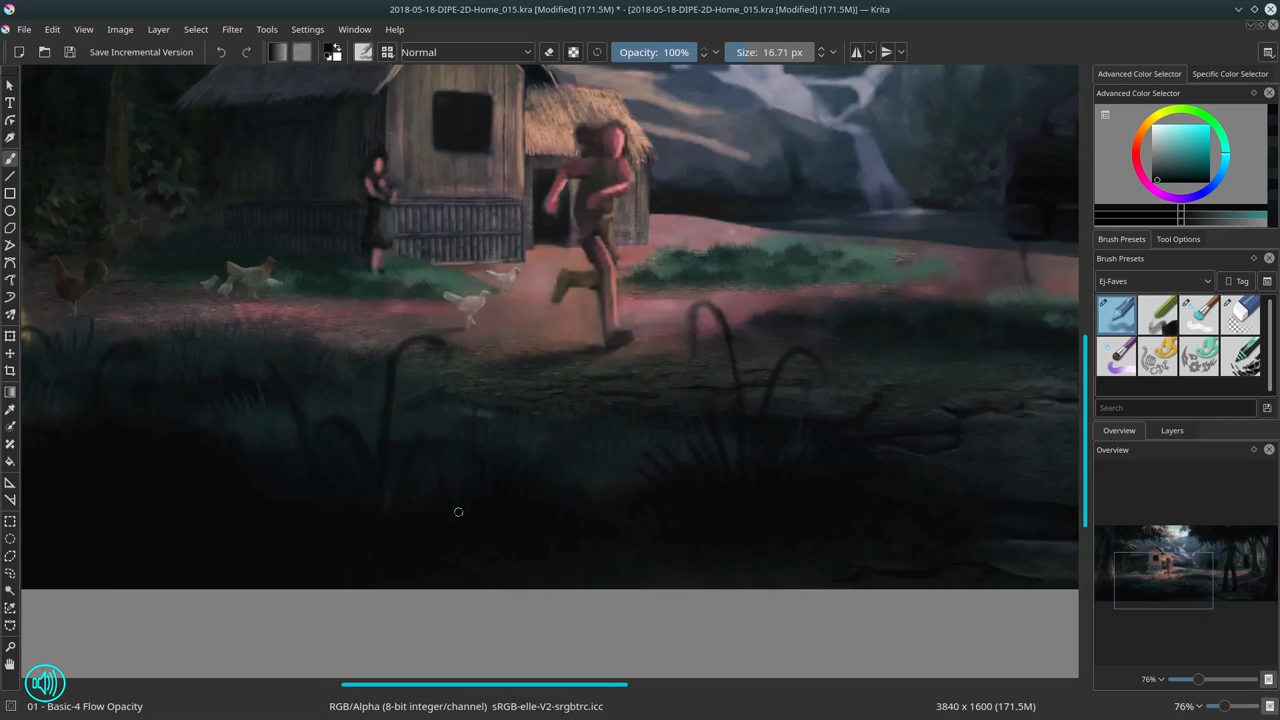 2018-05-18-DIPE-2D-Home_015.kra [Modified] (171.5M) * - [2018-05-18-DIPE-2D-Home_015.kra [Modified] (171.5M)] — Krita
File Edit View Image Layer Select Filter Tools Settings Window Help
Save Incremental Version Normal Opacity: 100% Size: 16.71 px
Advanced Color Selector Specific Color Selector
Advanced Color Selector
Brush Presets Tool Options
Brush Presets
Ej-Faves Tag
Search
Overview Layers
Overview
76%
01 - Basic-4 Flow Opacity RGB/Alpha (8-bit integer/channel) sRGB-elle-V2-srgbtrc.icc 3840 x 1600 (171.5M) 76%